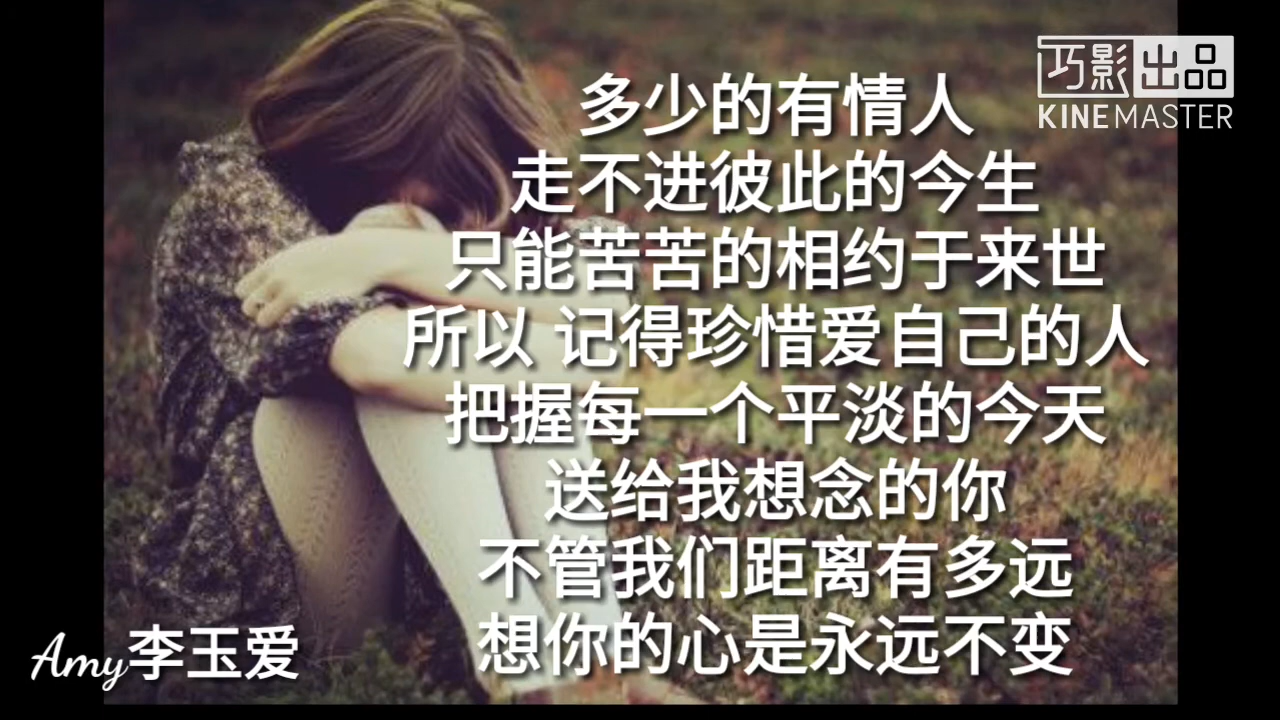 巧影出品
KINEMASTER
多少的有情人
走不进彼此的今生
只能苦苦的相约于来世
所以 记得珍惜爱自己的人
把握每一个平淡的今天
送给我想念的你
不管我们距离有多远
想你的心是永远不变
Amy李玉爱